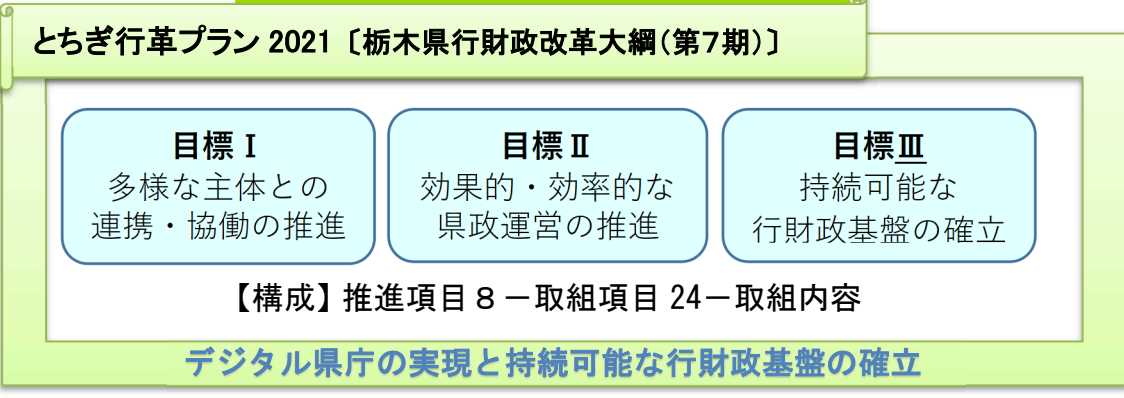 とちぎ行革プラン 2021〔栃木県行財政改革大綱（第７期）〕
目標Ⅰ
多様な主体との
連携・協働の推進
目標Ⅱ
効果的・効率的な
県政運営の推進
目標Ⅲ
持続可能な
行財政基盤の確立
【構成】推進項目８－取組項目 24－取組内容
デジタル県庁の実現と持続可能な行財政基盤の確立